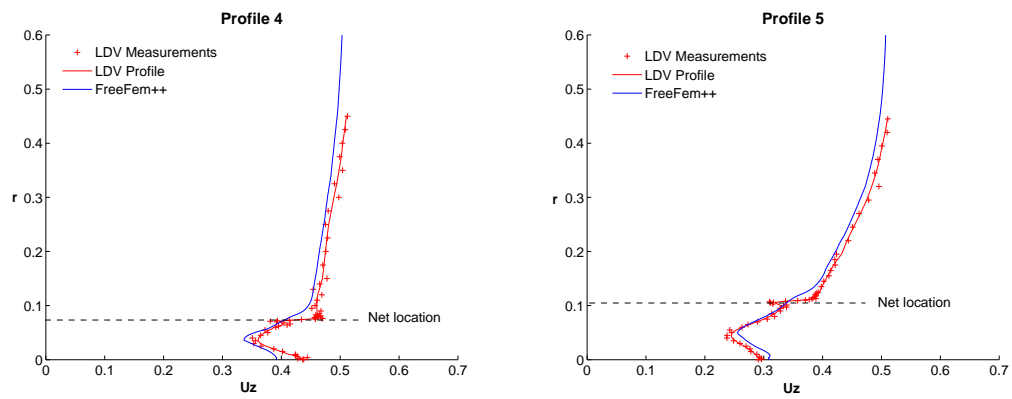 Profile 4
LDV Measurements
LDV Profile
FreeFem++
r
0.6
0.5
0.4
0.3
0.2
0.1
0
Net location
0 0.1 0.2 0.3 0.4 0.5 0.6 0.7
Uz
Profile 5
LDV Measurements
LDV Profile
FreeFem++
r
0.6
0.5
0.4
0.3
0.2
0.1
0
Net location
0 0.1 0.2 0.3 0.4 0.5 0.6 0.7
Uz